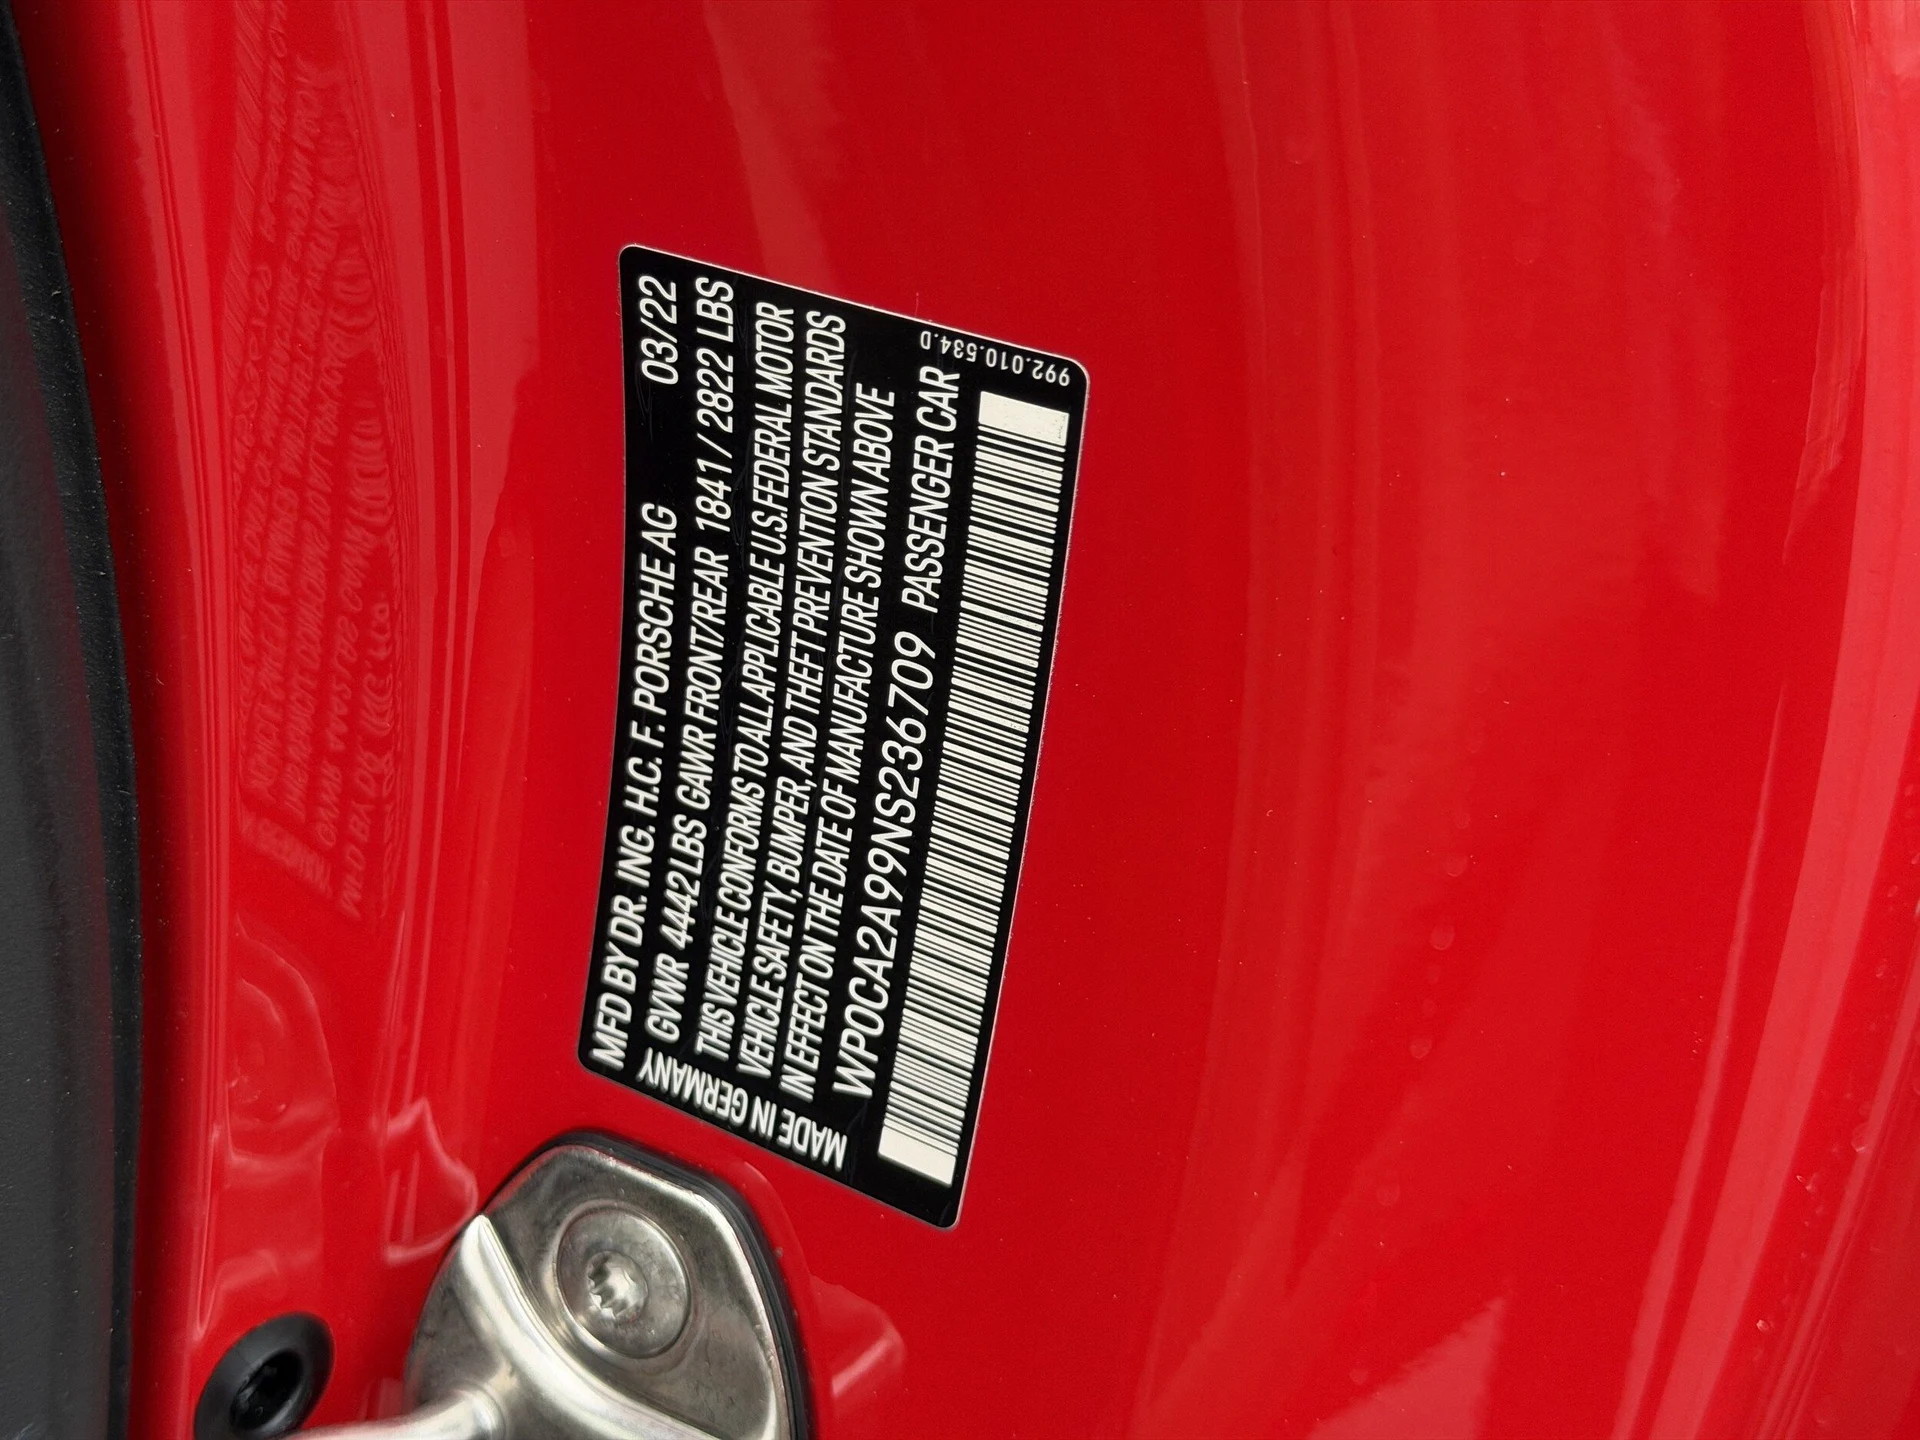 MFD BY DR. ING. H.C. F. PORSCHE AG 03/22
GVWR 4442 LBS GAWR FRONT/REAR 1841 / 2822 LBS
THIS VEHICLE CONFORMS TO ALL APPLICABLE U.S. FEDERAL MOTOR
VEHICLE SAFETY, BUMPER, AND THEFT PREVENTION STANDARDS
IN EFFECT ON THE DATE OF MANUFACTURE SHOWN ABOVE
WP0CA2A99NS236709 PASSENGER CAR
MADE IN GERMANY
992.010.534.D